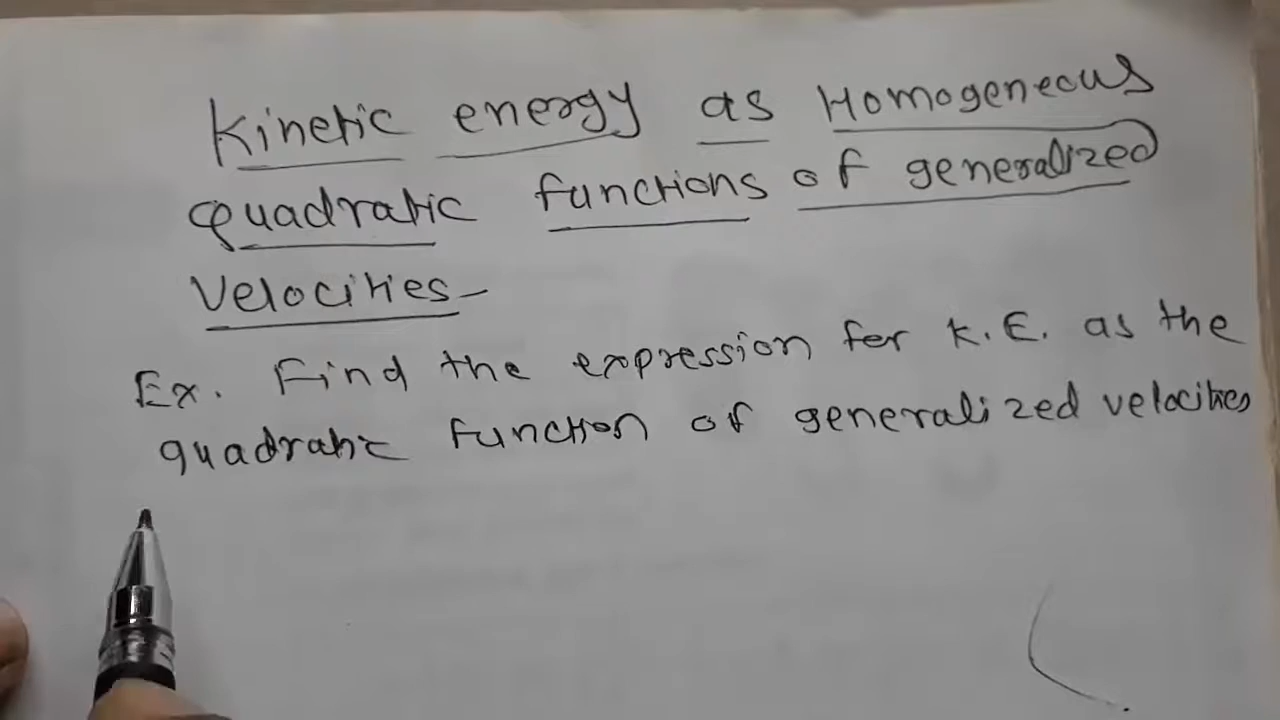 Kinetic energy as Homogeneous
quadratic functions of generalized
Velocities-
Ex. Find the expression for K.E. as the
quadratic function of generalized velocities